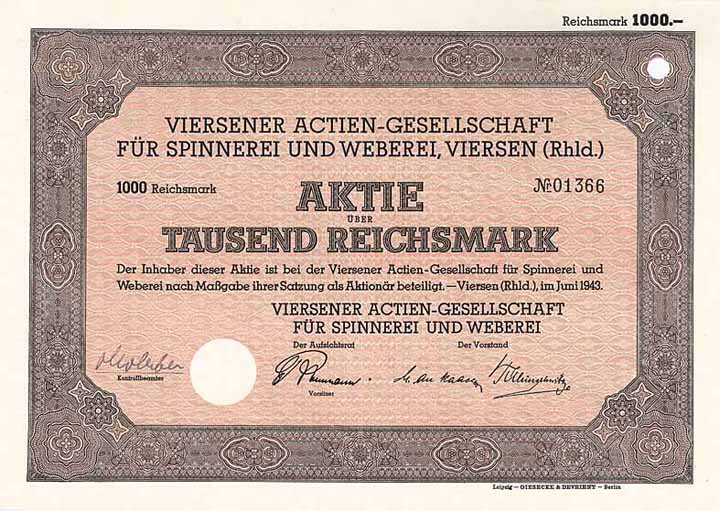 Reichsmark 1000.–
VIERSENER ACTIEN-GESELLSCHAFT
FÜR SPINNEREI UND WEBEREI, VIERSEN (Rhld.)
1000 Reichsmark
AKTIE
№ 01366
ÜBER
TAUSEND REICHSMARK
Der Inhaber dieser Aktie ist bei der Viersener Actien-Gesellschaft für Spinnerei und
Weberei nach Maßgabe ihrer Satzung als Aktionär beteiligt. — Viersen (Rhld.), im Juni 1943.
VIERSENER ACTIEN-GESELLSCHAFT
FÜR SPINNEREI UND WEBEREI
Der Aufsichtsrat
Der Vorstand
Kontrollbeamter
Vorsitzer
Leipzig — GIESECKE & DEVRIENT — Berlin